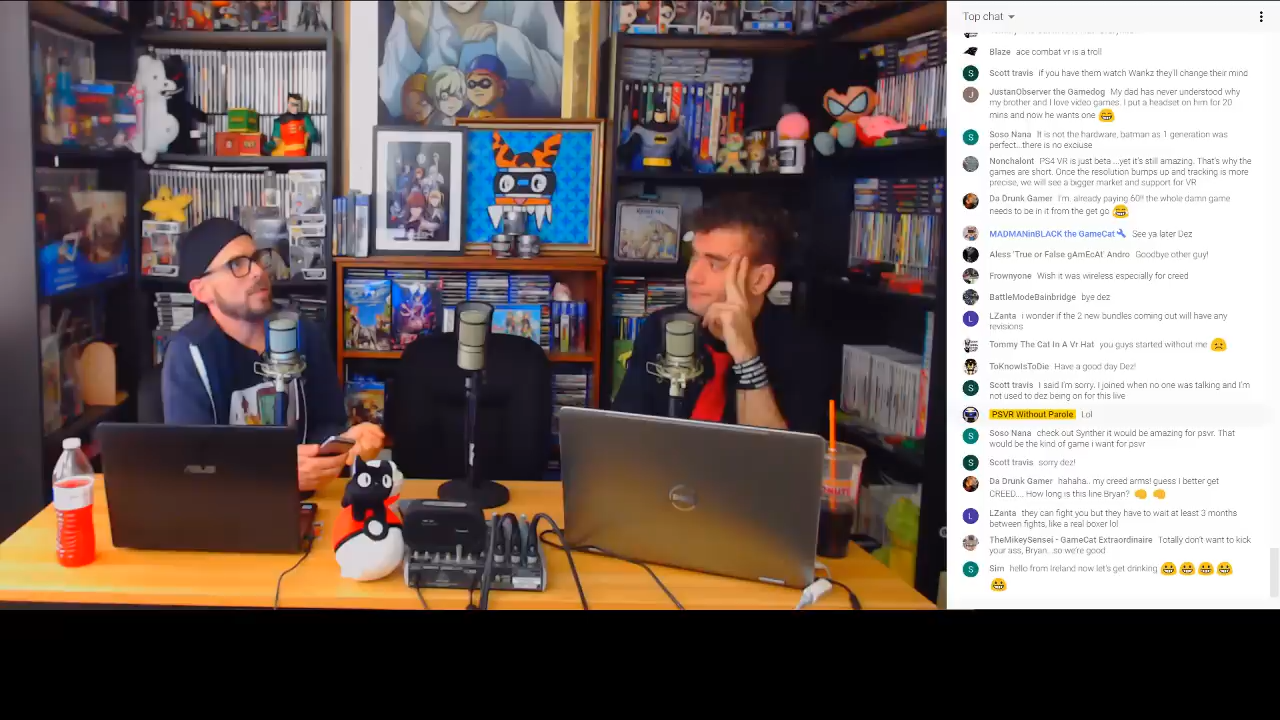 Top chat
Blaze ace combat vr is a troll
Scott travis if you have them watch Wankz they'll change their mind
JustanObserver the Gamedog My dad has never understood why
my brother and I love video games. I put a headset on him for 20
mins and now he wants one
Soso Nana It is not the hardware, batman as 1 generation was
perfect...there is no excluse
Nonchalont PS4 VR is just beta ...yet it's still amazing. That's why the
games are short. Once the resolution bumps up and tracking is more
precise, we will see a bigger market and support for VR
Da Drunk Gamer I'm. already paying 60!! the whole damn game
needs to be in it from the get go
MADMANinBLACK the GameCat See ya later Dez
Aless 'True or False gAmEcAt' Andro Goodbye other guy!
Frownyone Wish it was wireless especially for creed
BattleModeBainbridge bye dez
LZanta i wonder if the 2 new bundles coming out will have any
revisions
Tommy The Cat In A Vr Hat you guys started without me
ToKnowIsToDie Have a good day Dez!
Scott travis I said I'm sorry. I joined when no one was talking and I'm
not used to dez being on for this live
PSVR Without Parole Lol
Soso Nana check out Synther it would be amazing for psvr. That
would be the kind of game i want for psvr
Scott travis sorry dez!
Da Drunk Gamer hahaha.. my creed arms! guess i better get
CREED.... How long is this line Bryan?
LZanta they can fight you but they have to wait at least 3 months
between fights, like a real boxer lol
TheMikeySensei - GameCat Extraordinaire Totally don't want to kick
your ass, Bryan...so we're good
Sirn hello from Ireland now let's get drinking
ASUS
DELL